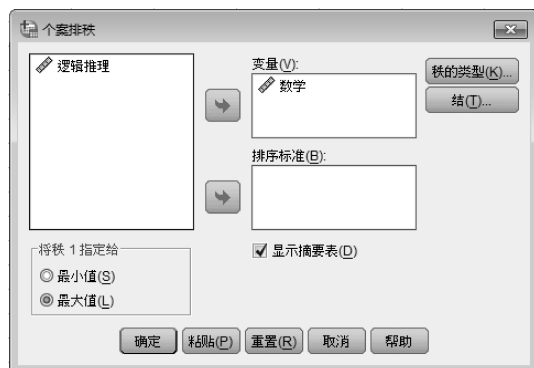 个案排秩
逻辑推理
变量(V):
数学
秩的类型(K)...
结(T)...
排序标准(B):
将秩 1 指定给
最小值(S)
最大值(L)
显示摘要表(D)
确定
粘贴(P)
重置(R)
取消
帮助